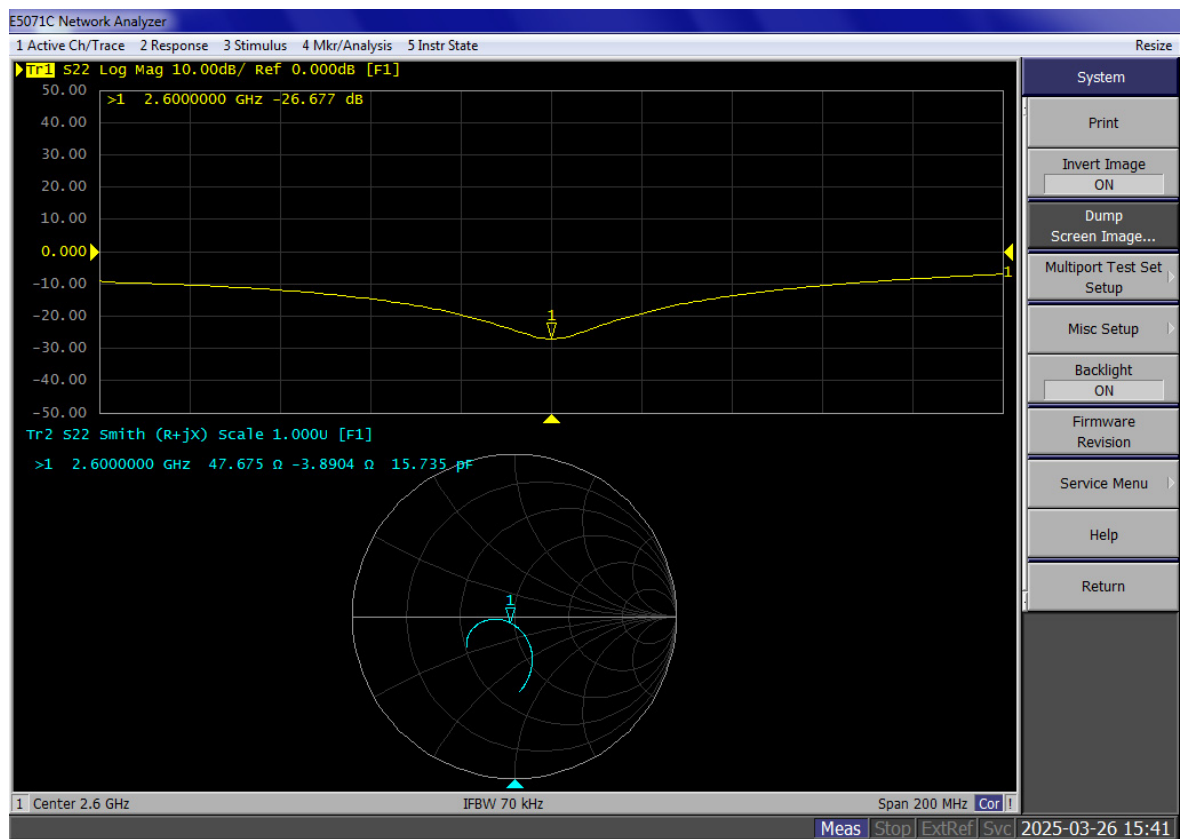 E5071C Network Analyzer
1 Active Ch/Trace 2 Response 3 Stimulus 4 Mkr/Analysis 5 Instr State Resize
Tr1 S22 Log Mag 10.00dB/ Ref 0.000dB [F1]
50.00
>1 2.6000000 GHz -26.677 dB
40.00
30.00
20.00
10.00
0.000
-10.00
-20.00
-30.00
-40.00
-50.00
1
1
Tr2 S22 Smith (R+jX) Scale 1.000U [F1]
>1 2.6000000 GHz 47.675 Ω -3.8904 Ω 15.735 pF
1
System
Print
Invert Image
ON
Dump
Screen Image...
Multiport Test Set
Setup
Misc Setup
Backlight
ON
Firmware
Revision
Service Menu
Help
Return
1 Center 2.6 GHz IFBW 70 kHz Span 200 MHz Cor !
Meas Stop ExtRef Svc 2025-03-26 15:41